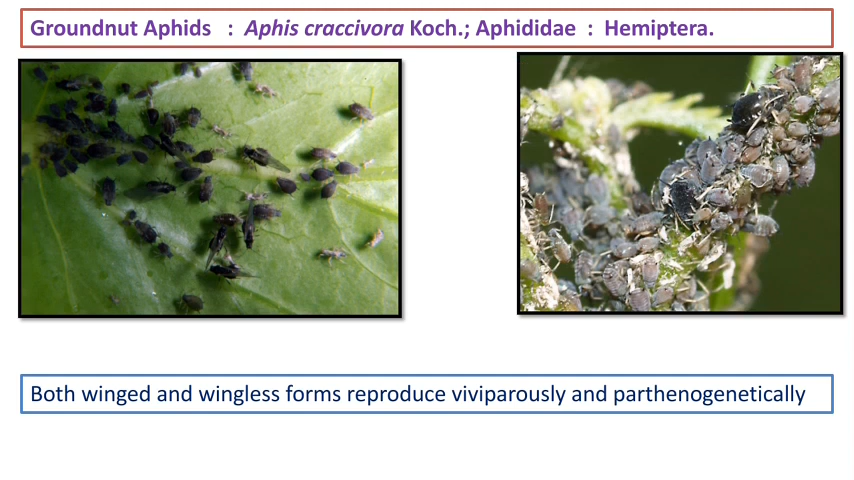 Groundnut Aphids : Aphis craccivora Koch.; Aphididae : Hemiptera.
Both winged and wingless forms reproduce viviparously and parthenogenetically